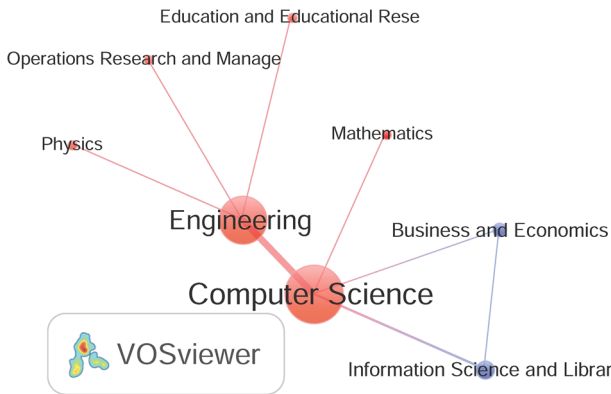 Education and Educational Rese
Operations Research and Manage
Mathematics
Physics
Engineering
Business and Economics
Computer Science
VOSviewer
Information Science and Librar